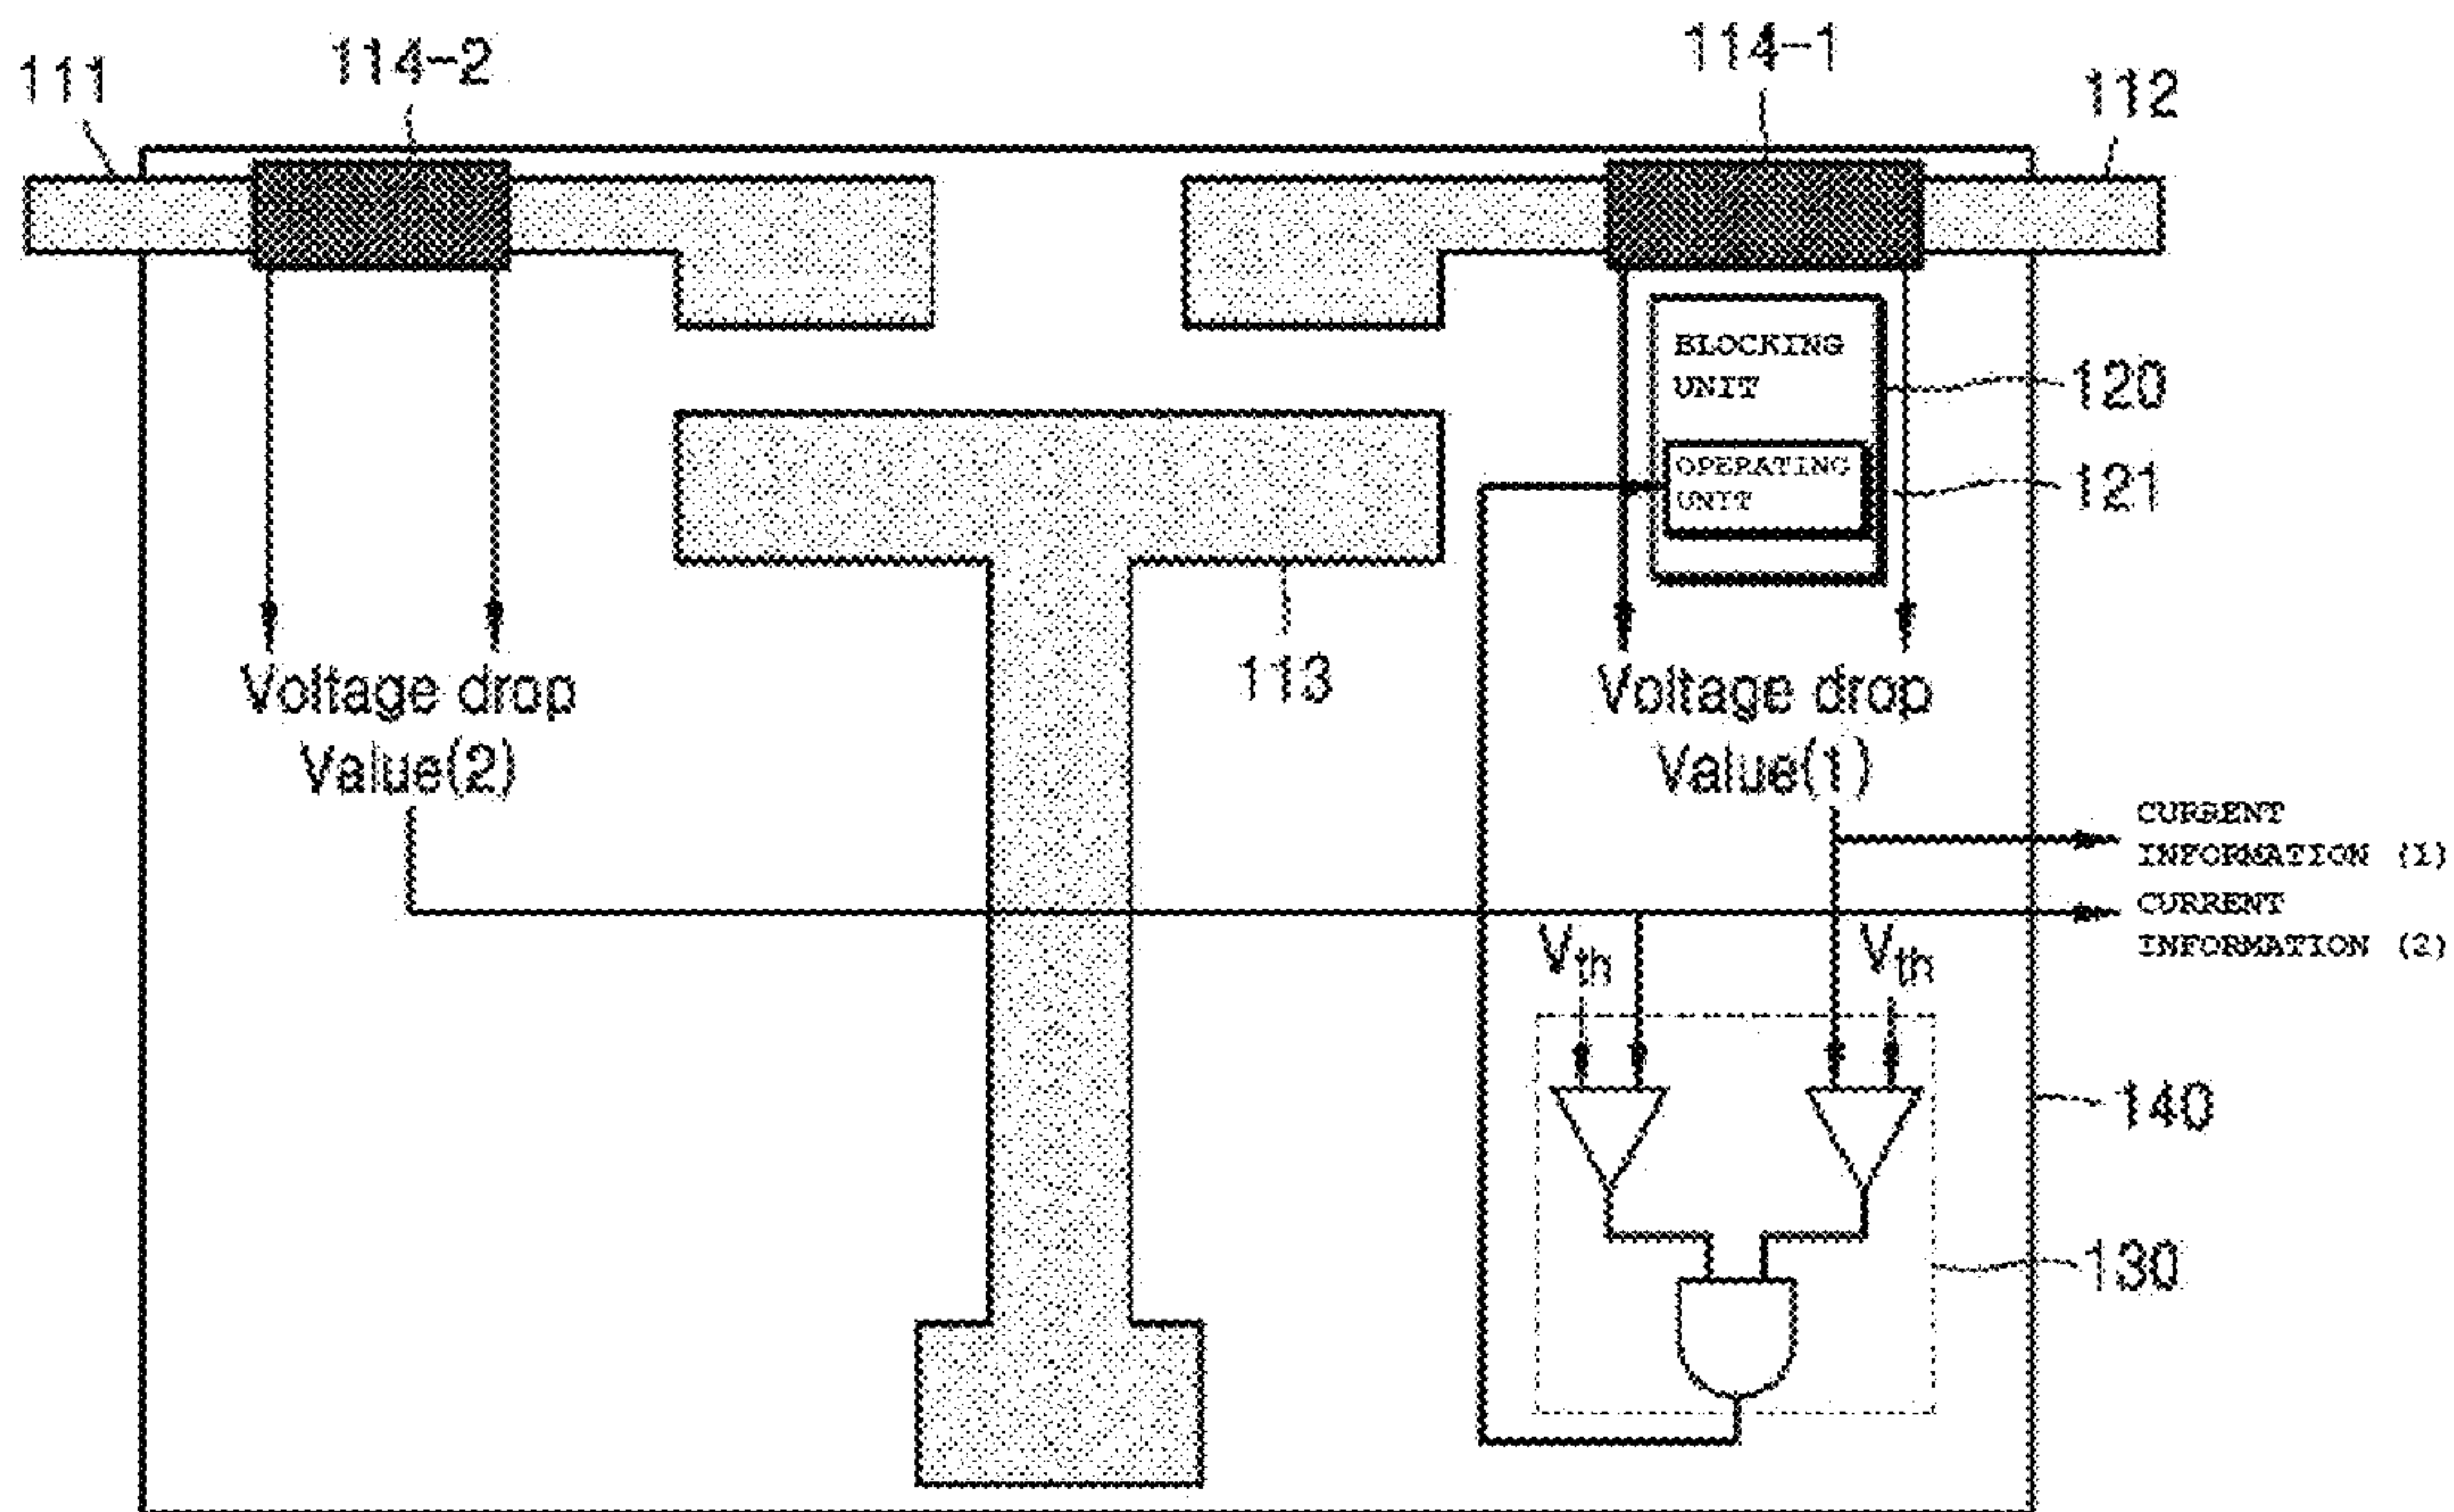 111
114-2
114-1
112
BLOCKING
UNIT
120
OPERATING
UNIT
121
113
Voltage drop
Value(2)
Voltage drop
Value(1)
CURRENT
INFORMATION (1)
CURRENT
INFORMATION (2)
Vth
Vth
140
130